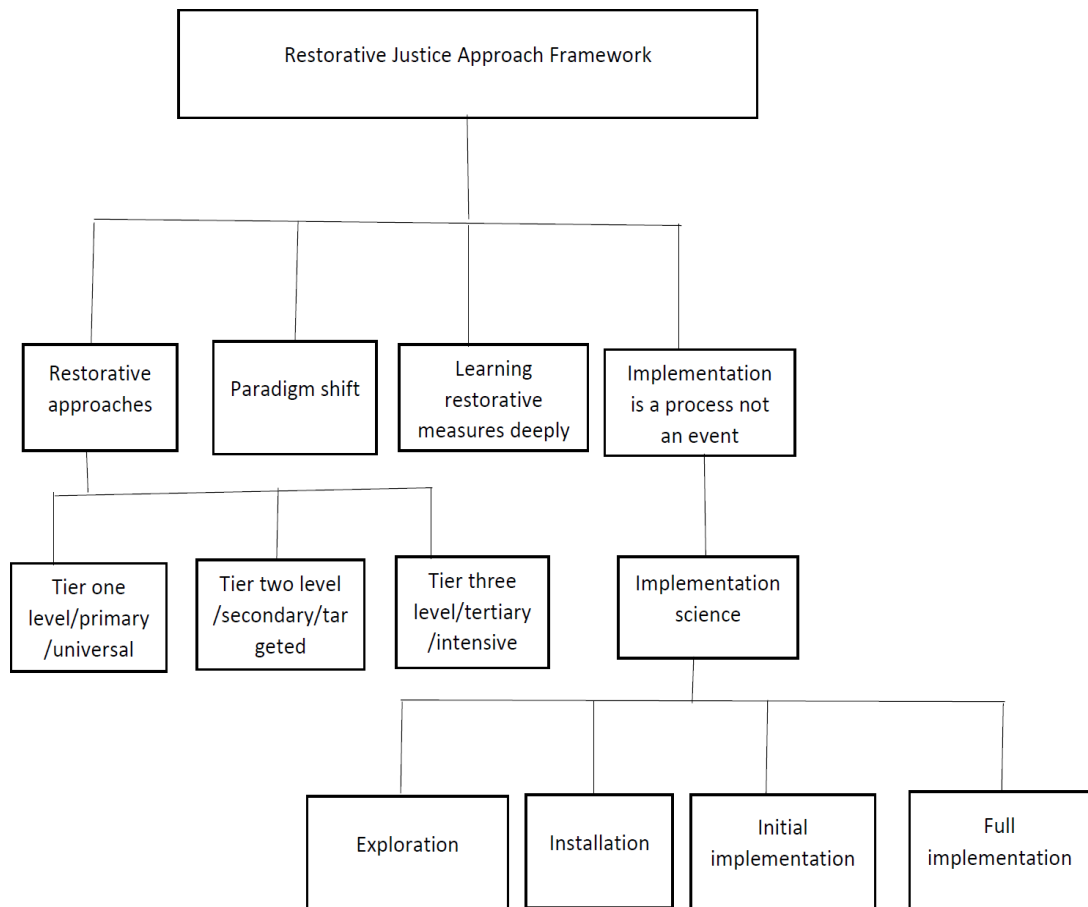 Restorative Justice Approach Framework
Restorative
approaches
Paradigm shift
Learning
restorative
measures deeply
Implementation
is a process not
an event
Tier one
level/primary
/universal
Tier two level
/secondary/tar
geted
Tier three
level/tertiary
/intensive
Implementation
science
Exploration
Installation
Initial
implementation
Full
implementation